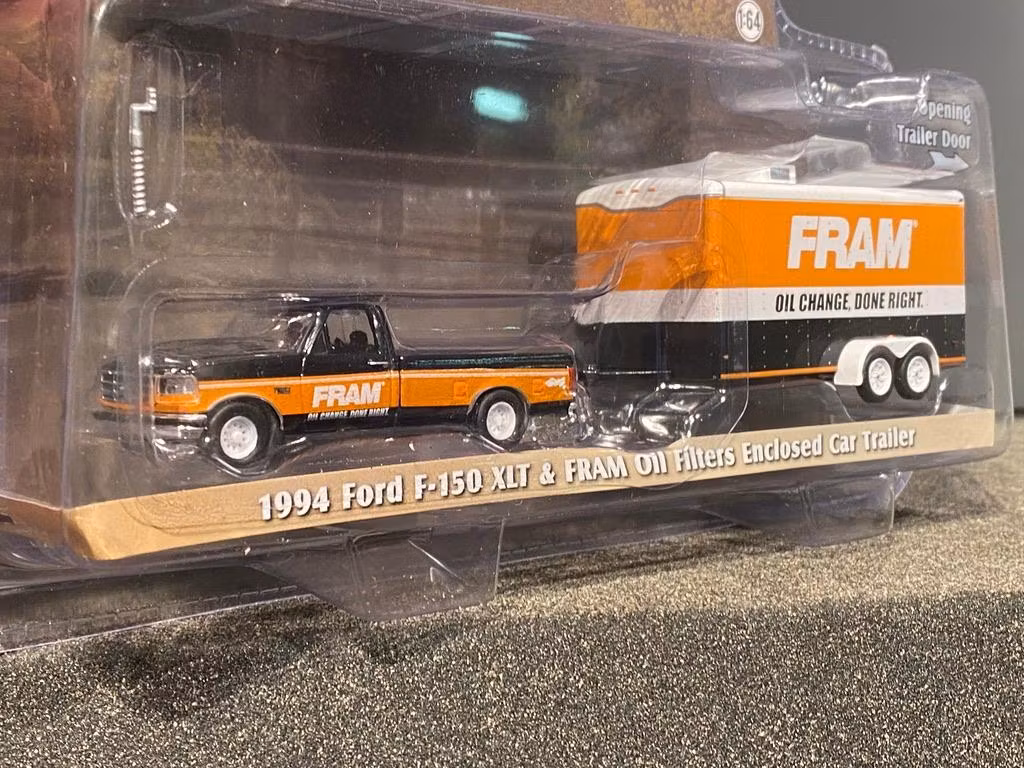 1:64
Opening
Trailer Door
FRAM
OIL CHANGE, DONE RIGHT.
FRAM
OIL CHANGE, DONE RIGHT.
4x4
1994 Ford F-150 XLT & FRAM Oil Filters Enclosed Car Trailer